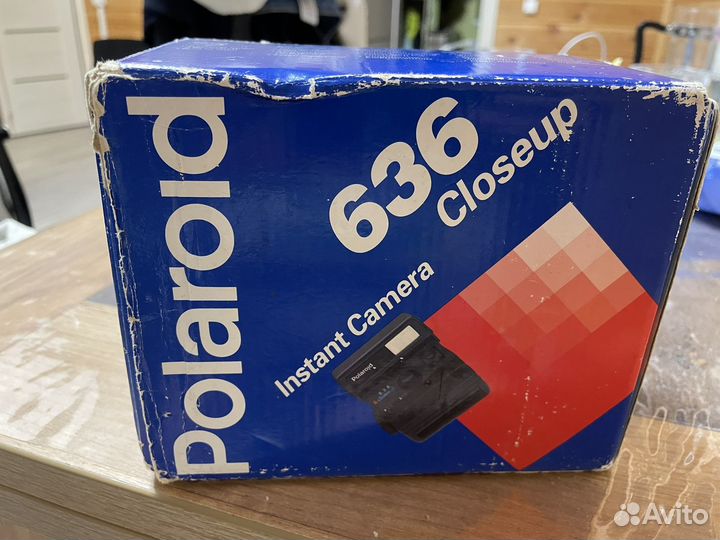 Polaroid
636
Closeup
Instant Camera
Polaroid
Avito